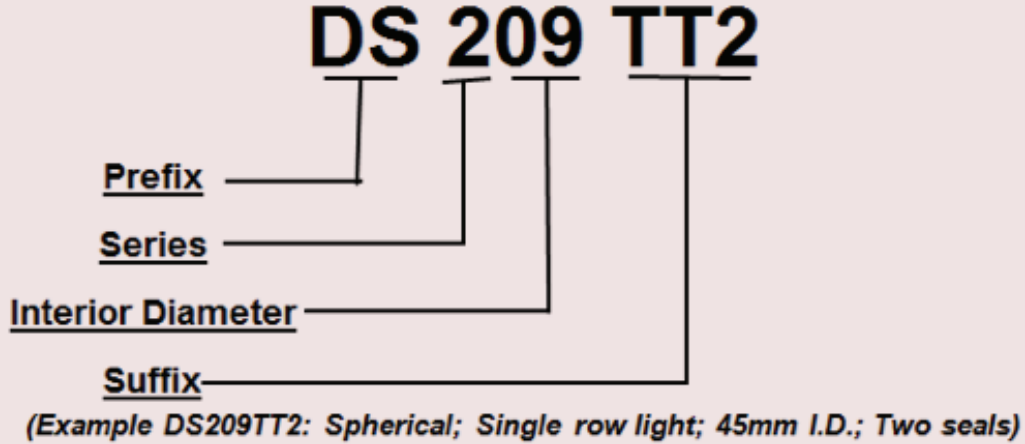 DS 209 TT2
Prefix
Series
Interior Diameter
Suffix
(Example DS209TT2: Spherical; Single row light; 45mm I.D.; Two seals)